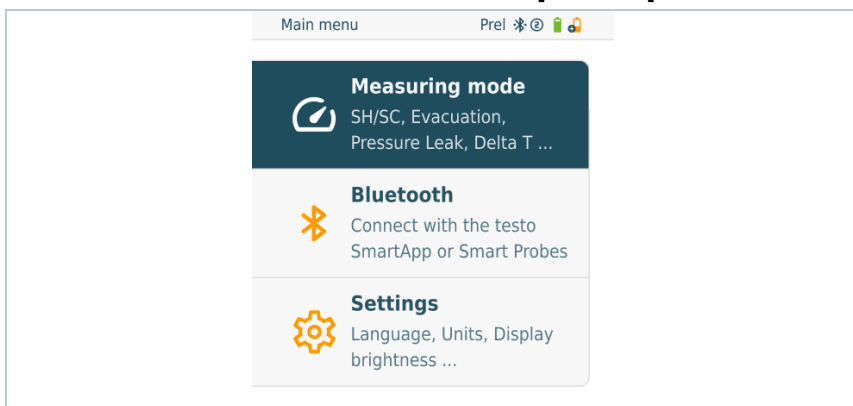 Main menu Prel ②
Measuring mode
SH/SC, Evacuation,
Pressure Leak, Delta T ...
Bluetooth
Connect with the testo
SmartApp or Smart Probes
Settings
Language, Units, Display
brightness ...